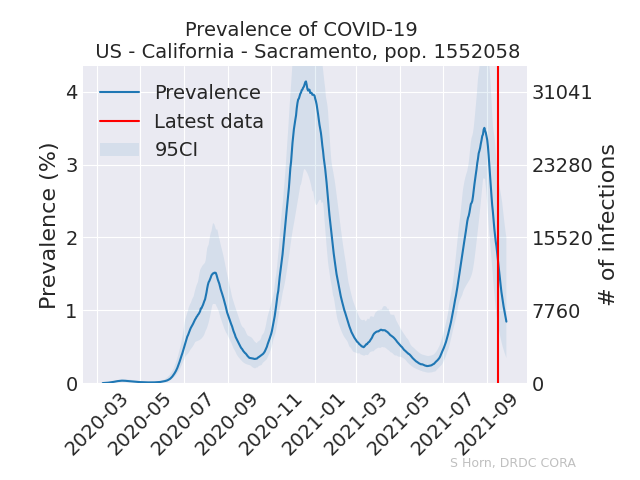 Prevalence of COVID-19
US - California - Sacramento, pop. 1552058
Prevalence
Latest data
95CI
Prevalence (%)
4
3
2
1
0
31041
23280
15520
7760
0
# of infections
2020-03
2020-05
2020-07
2020-09
2020-11
2021-01
2021-03
2021-05
2021-07
2021-09
S Horn, DRDC CORA